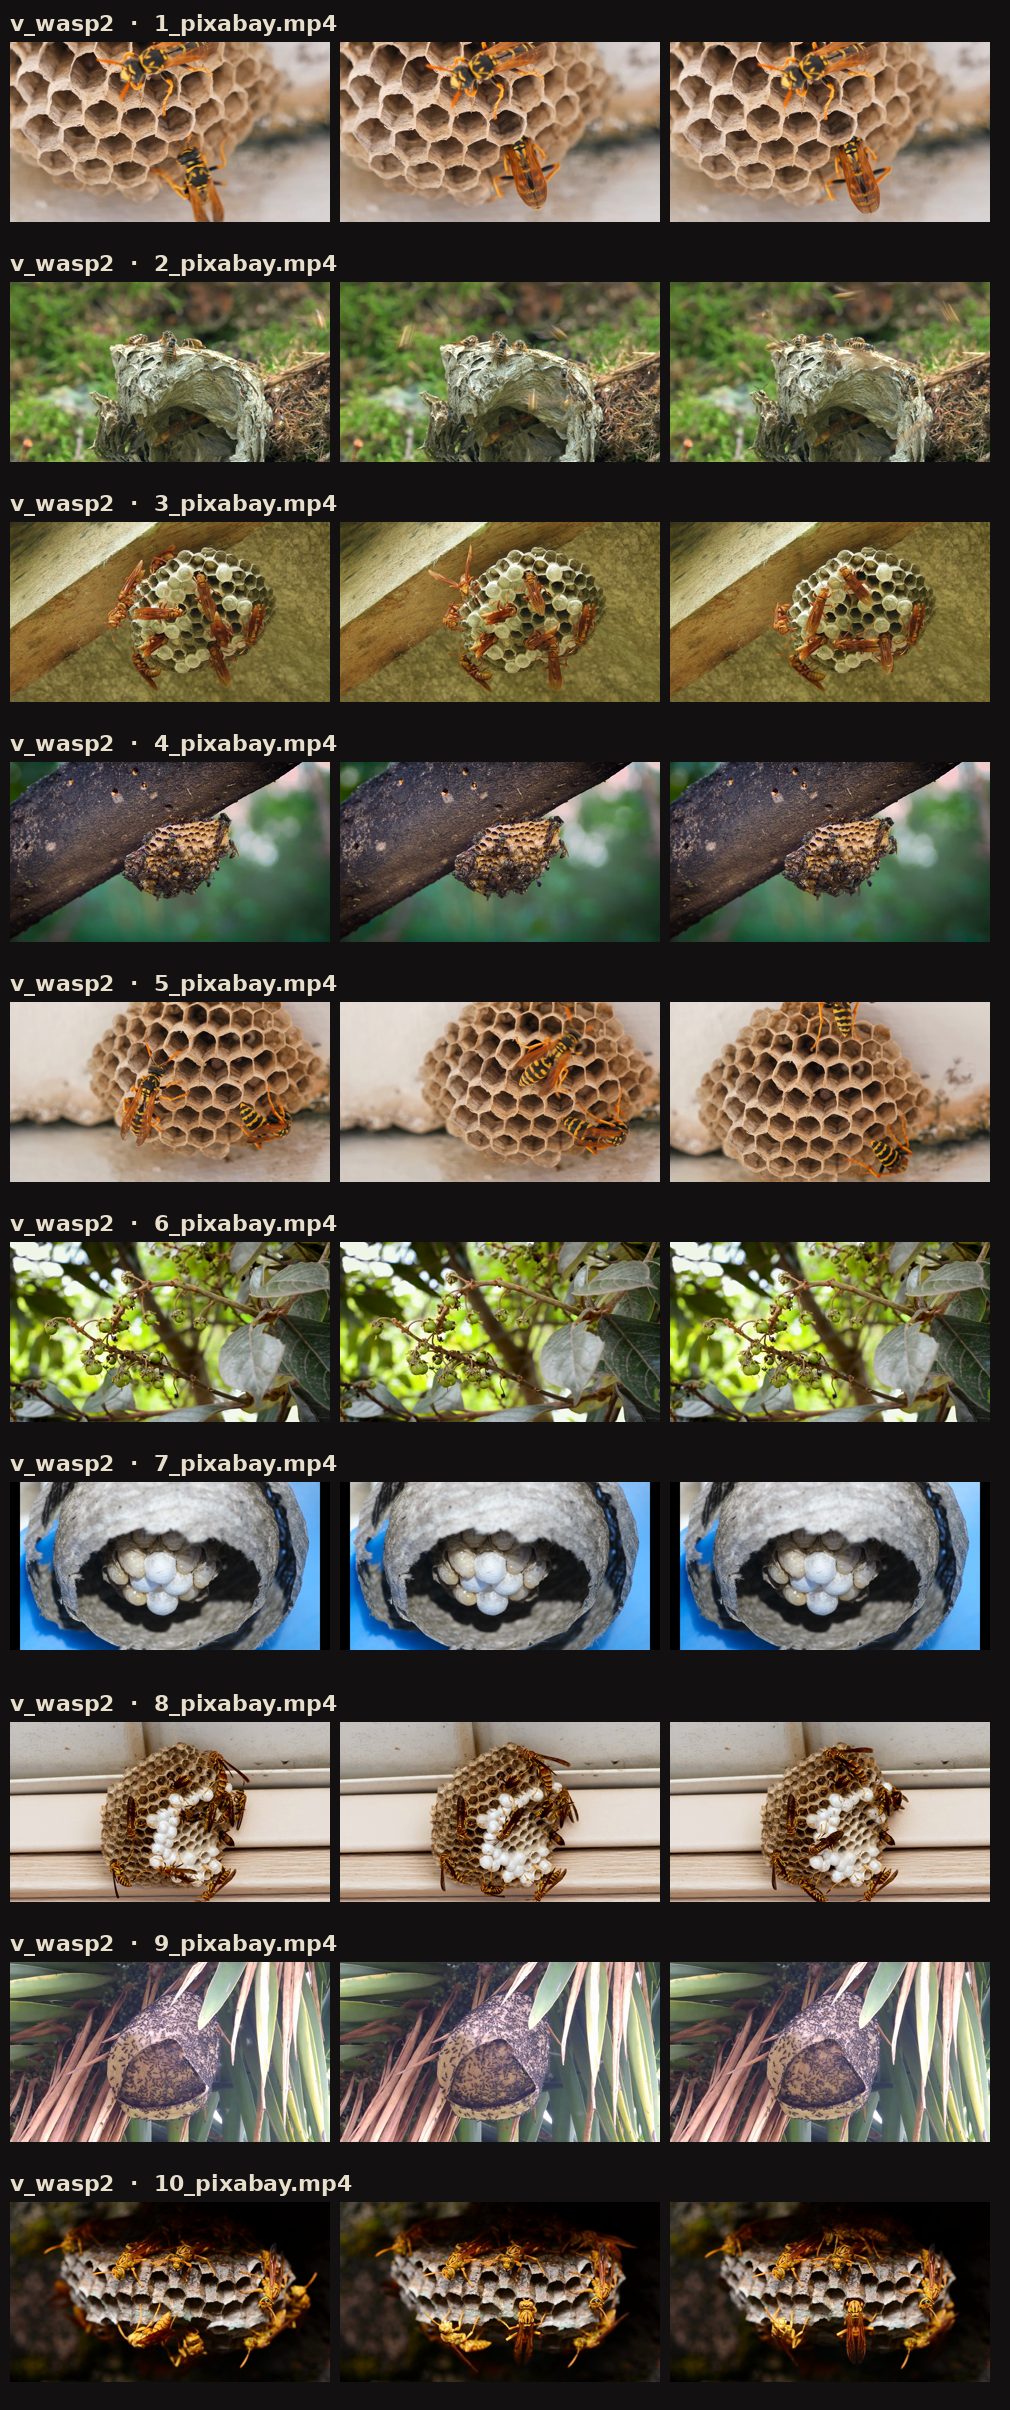 v_wasp2 · 1_pixabay.mp4
v_wasp2 · 2_pixabay.mp4
v_wasp2 · 3_pixabay.mp4
v_wasp2 · 4_pixabay.mp4
v_wasp2 · 5_pixabay.mp4
v_wasp2 · 6_pixabay.mp4
v_wasp2 · 7_pixabay.mp4
v_wasp2 · 8_pixabay.mp4
v_wasp2 · 9_pixabay.mp4
v_wasp2 · 10_pixabay.mp4